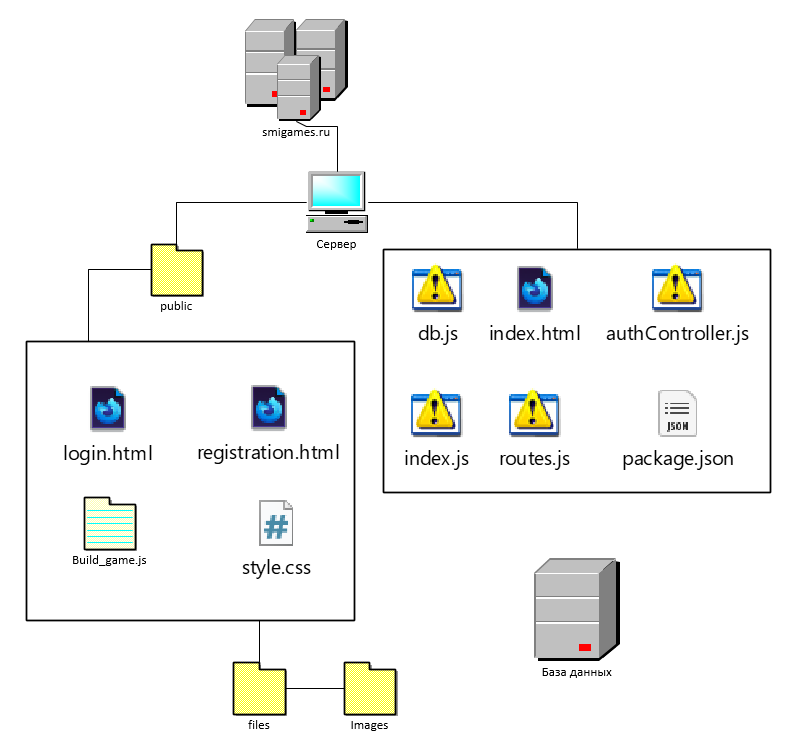 smigames.ru
Сервер
public
db.js
index.html
authController.js
index.js
routes.js
package.json
JSON
login.html
registration.html
Build_game.js
#
style.css
База данных
files
Images